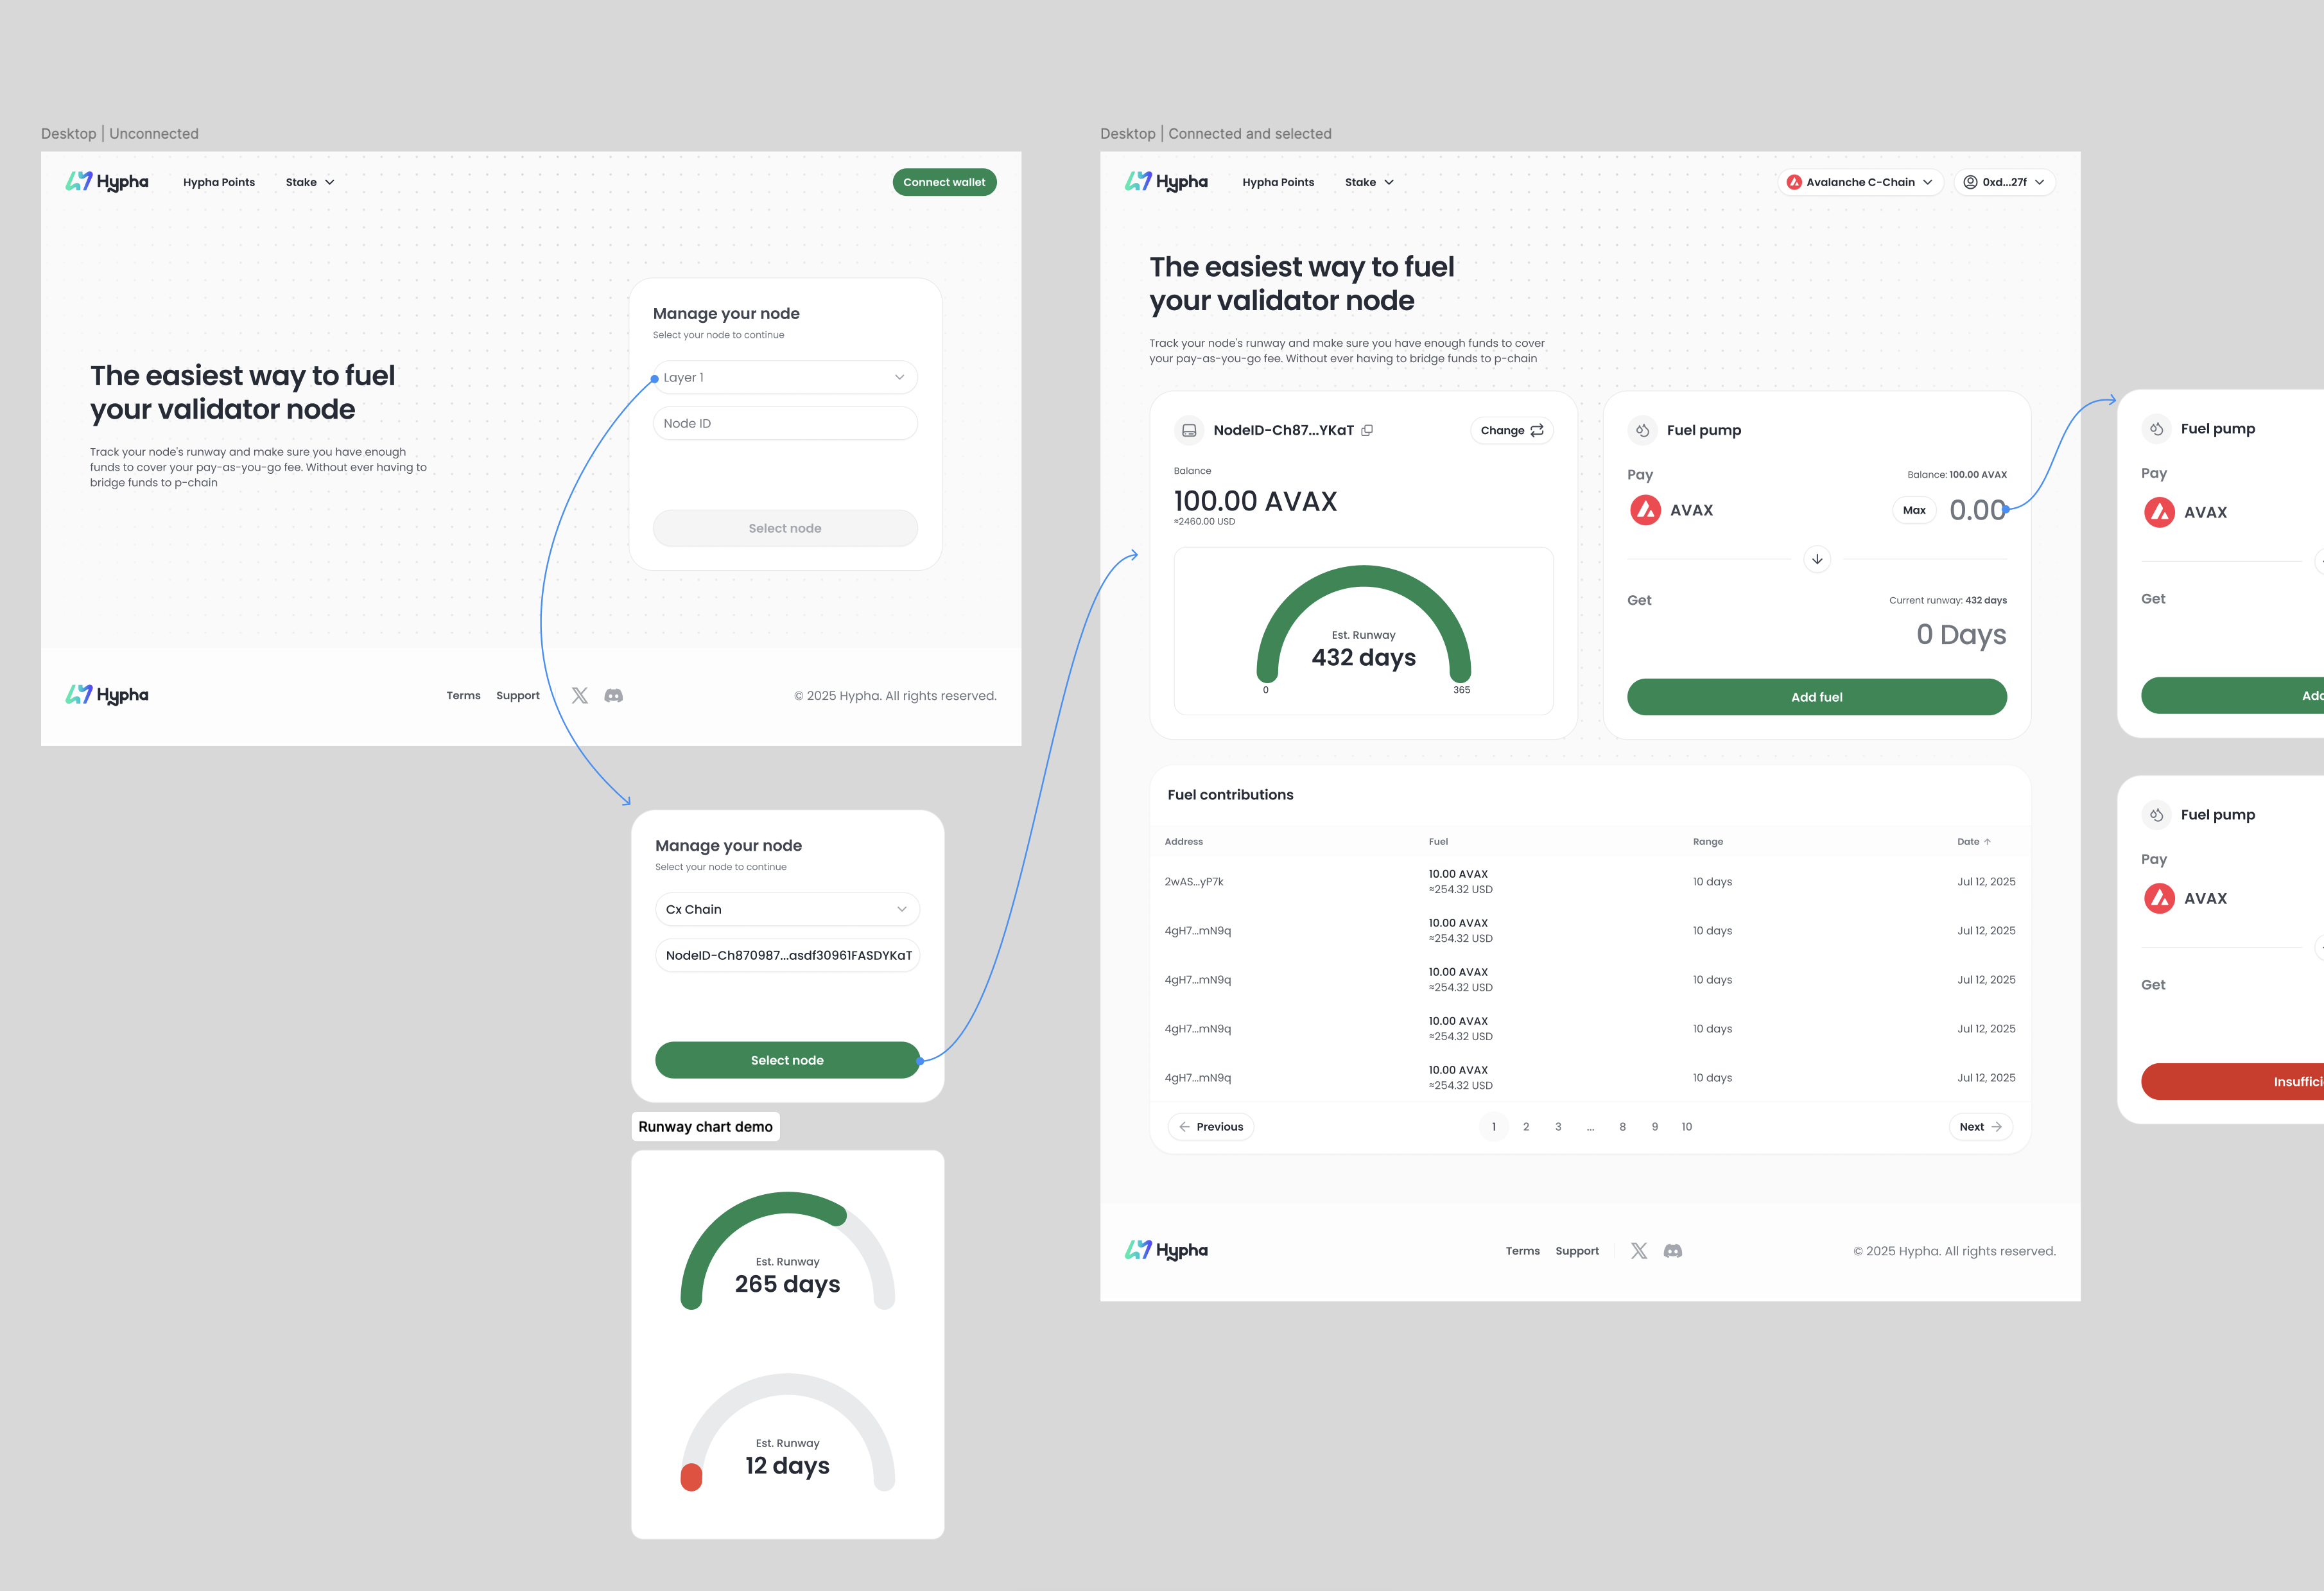 Desktop | Unconnected
Hypha
Hypha Points
Stake
Connect wallet
The easiest way to fuel
your validator node
Track your node's runway and make sure you have enough
funds to cover your pay-as-you-go fee. Without ever having to
bridge funds to p-chain
Manage your node
Select your node to continue
Layer 1
Node ID
Select node
Hypha
Terms
Support
© 2025 Hypha. All rights reserved.
Manage your node
Select your node to continue
Cx Chain
NodeID-Ch870987...asdf30961FASDYKaT
Select node
Runway chart demo
Est. Runway
265 days
Est. Runway
12 days
Desktop | Connected and selected
Hypha
Hypha Points
Stake
Avalanche C-Chain
0xd...27f
The easiest way to fuel
your validator node
Track your node's runway and make sure you have enough funds to cover
your pay-as-you-go fee. Without ever having to bridge funds to p-chain
NodeID-Ch87...YKaT
Change
Balance
100.00 AVAX
≈2460.00 USD
Est. Runway
432 days
0
365
Fuel pump
Pay
Balance: 100.00 AVAX
AVAX
Max
0.00
Get
Current runway: 432 days
0 Days
Add fuel
Fuel contributions
Address Fuel Range Date
2wAS...yP7k 10.00 AVAX 10 days Jul 12, 2025
≈254.32 USD
4gH7...mN9q 10.00 AVAX 10 days Jul 12, 2025
≈254.32 USD
4gH7...mN9q 10.00 AVAX 10 days Jul 12, 2025
≈254.32 USD
4gH7...mN9q 10.00 AVAX 10 days Jul 12, 2025
≈254.32 USD
4gH7...mN9q 10.00 AVAX 10 days Jul 12, 2025
≈254.32 USD
Previous
1 2 3 ... 8 9 10
Next
Hypha
Terms
Support
© 2025 Hypha. All rights reserved.
Fuel pump
Pay
AVAX
Get
Fuel pump
Pay
AVAX
Get